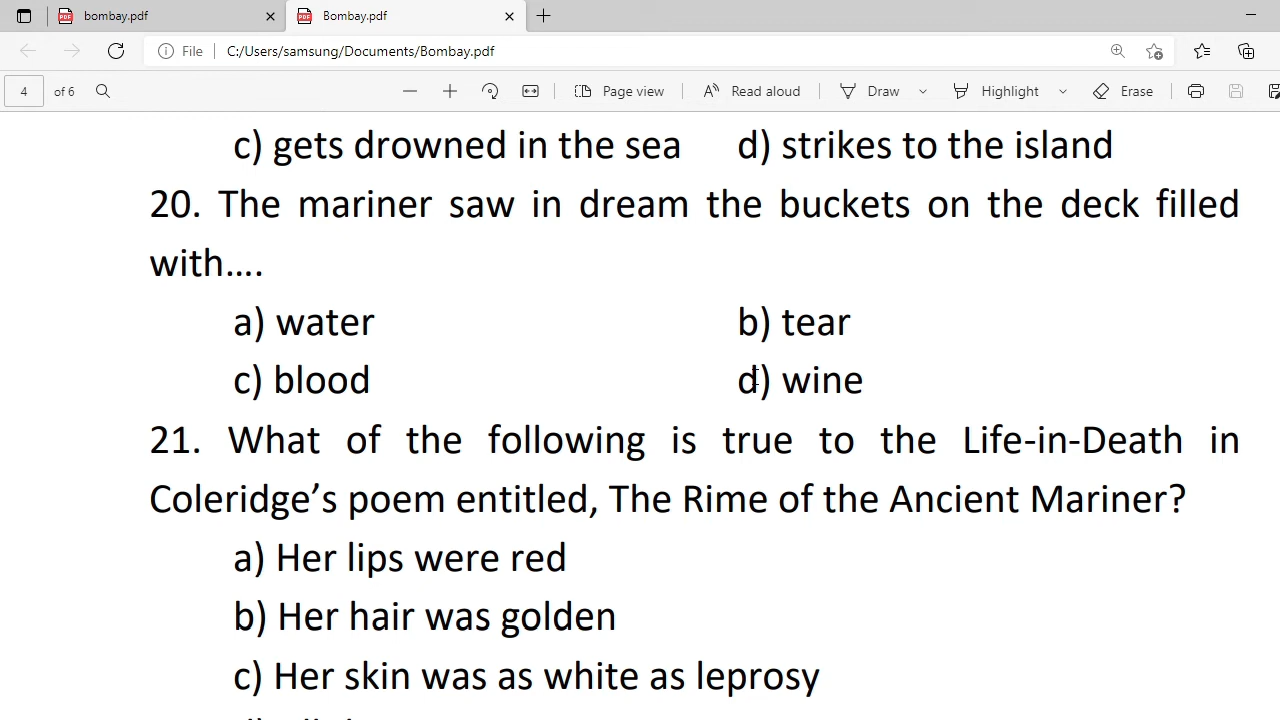 bombay.pdf
Bombay.pdf
File C:/Users/samsung/Documents/Bombay.pdf
4 of 6 Page view Read aloud Draw Highlight Erase
c) gets drowned in the sea d) strikes to the island
20. The mariner saw in dream the buckets on the deck filled
with....
a) water b) tear
c) blood d) wine
21. What of the following is true to the Life-in-Death in
Coleridge’s poem entitled, The Rime of the Ancient Mariner?
a) Her lips were red
b) Her hair was golden
c) Her skin was as white as leprosy